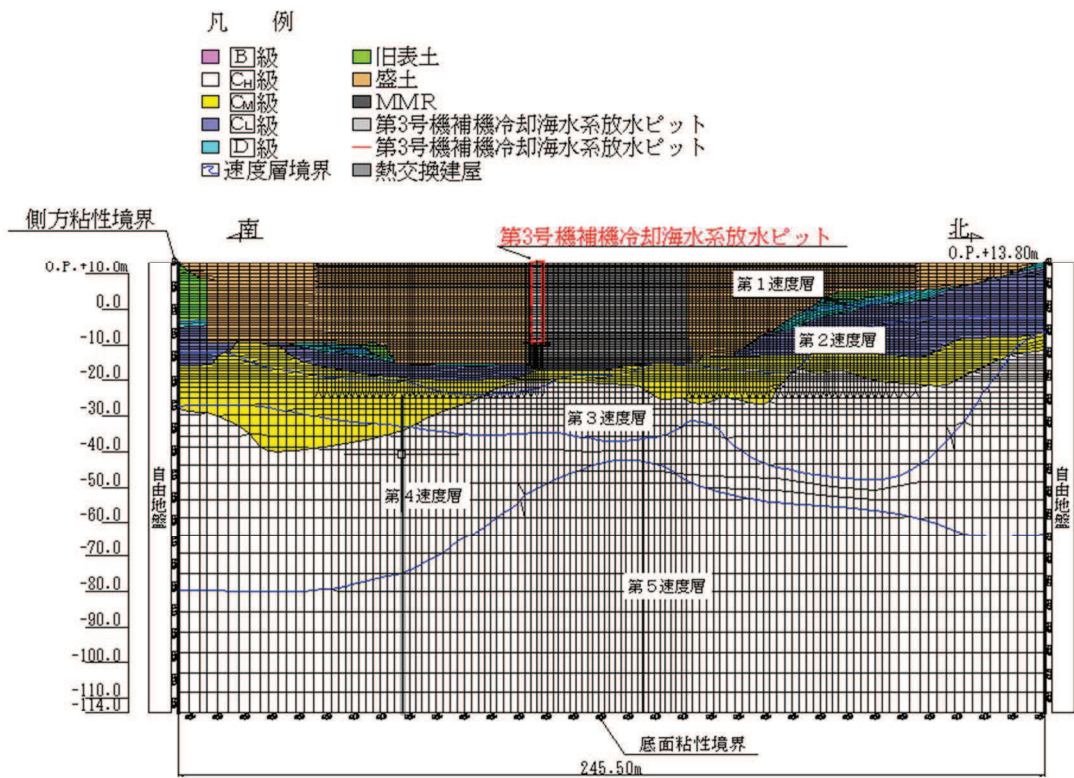 凡 例
B級
CH級
CM級
CL級
D級
速度層境界
旧表土
盛土
MMR
第3号機補機冷却海水系放水ピット
第3号機補機冷却海水系放水ピット
熱交換建屋
側方粘性境界
南
第3号機補機冷却海水系放水ピット
北
O.P.+13.80m
O.P.+10.0m
0.0
-10.0
-20.0
-30.0
-40.0
-50.0
-60.0
-70.0
-80.0
-90.0
-100.0
-110.0
-114.0
自由地盤
第1速度層
第2速度層
第3速度層
第4速度層
第5速度層
自由地盤
底面粘性境界
245.50m